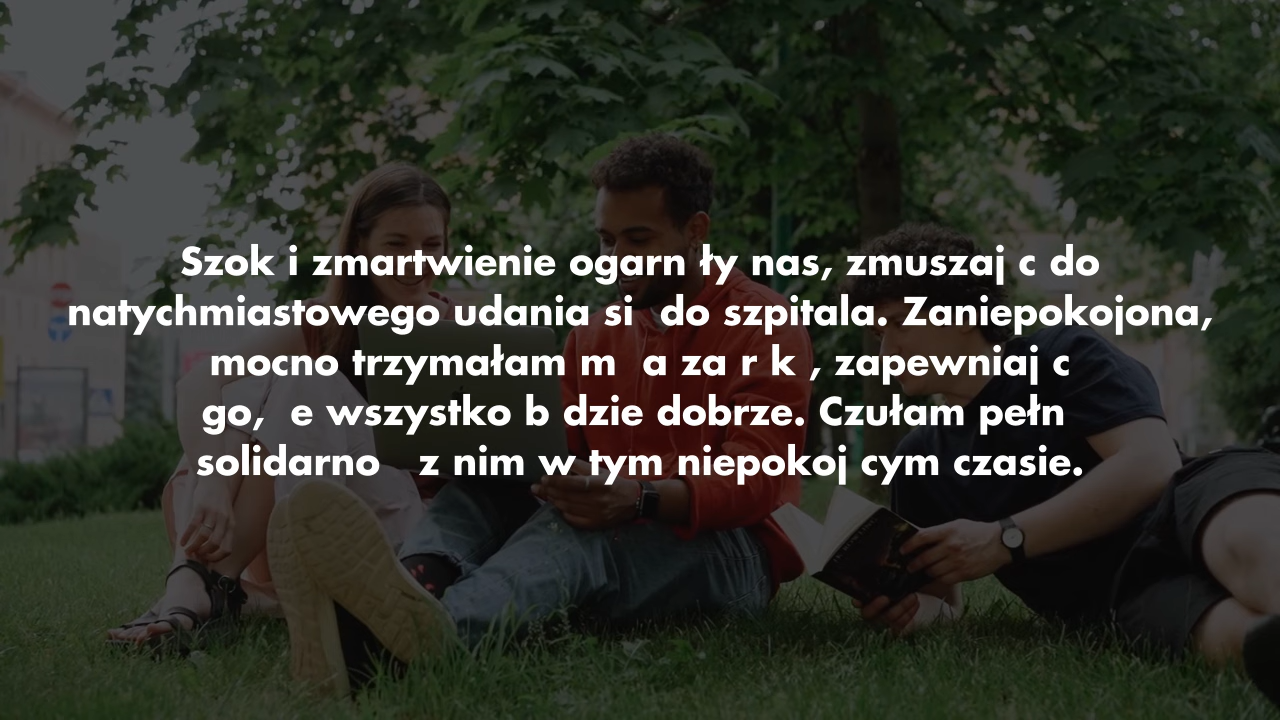 Szok i zmartwienie ogarn ły nas, zmuszaj c do
natychmiastowego udania si  do szpitala. Zaniepokojona,
mocno trzymałam m  a za r k , zapewniaj c
go,  e wszystko b dzie dobrze. Czułam pełn
solidarno   z nim w tym niepokoj cym czasie.